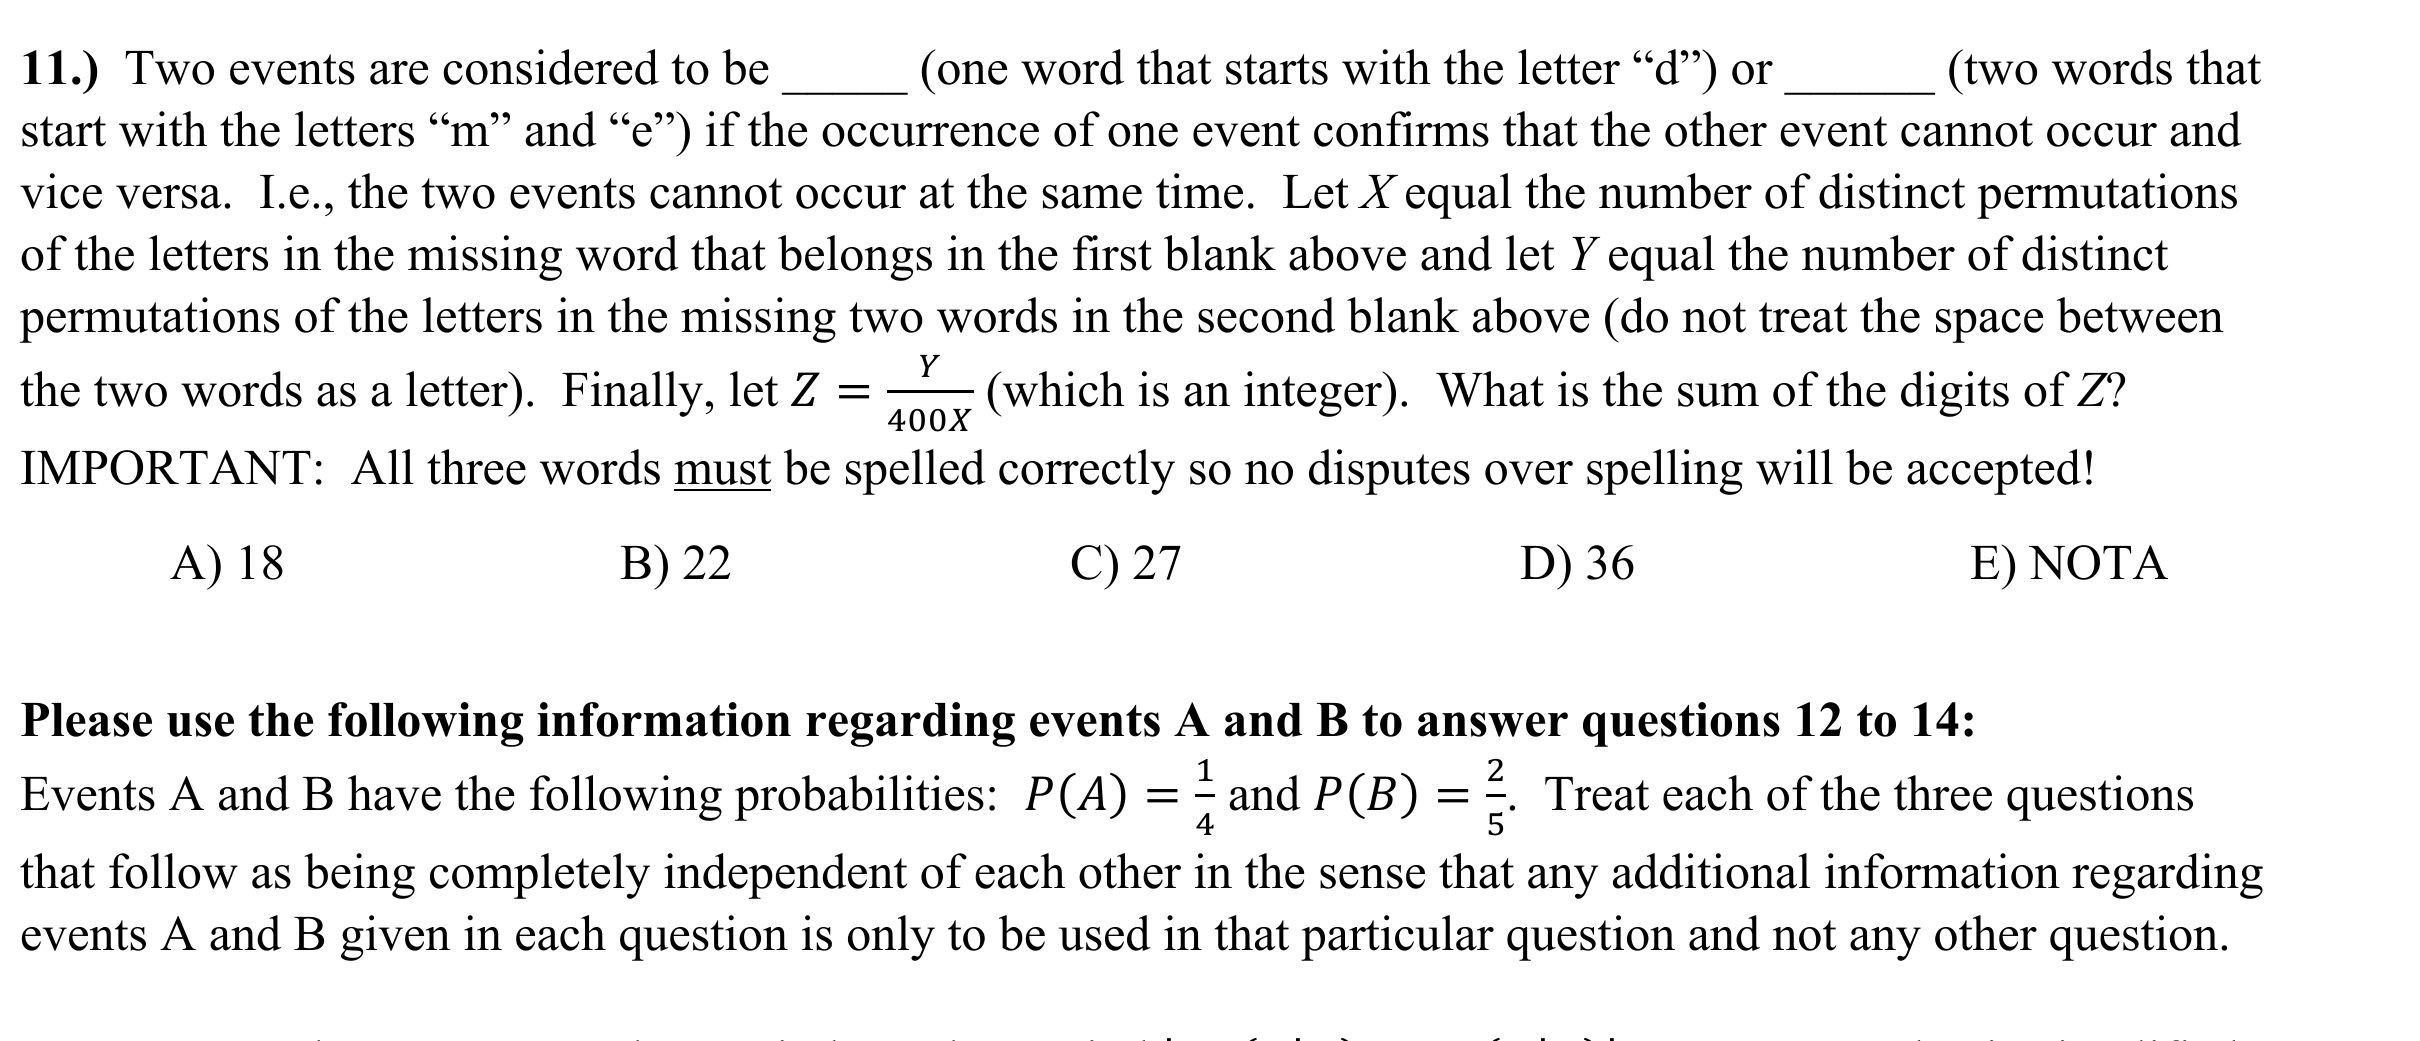 11.) Two events are considered to be _____ (one word that starts with the letter “d”) or ______ (two words that
start with the letters “m” and “e”) if the occurrence of one event confirms that the other event cannot occur and
vice versa. I.e., the two events cannot occur at the same time. Let X equal the number of distinct permutations
of the letters in the missing word that belongs in the first blank above and let Y equal the number of distinct
permutations of the letters in the missing two words in the second blank above (do not treat the space between
the two words as a letter). Finally, let Z = Y/400X (which is an integer). What is the sum of the digits of Z?
IMPORTANT: All three words must be spelled correctly so no disputes over spelling will be accepted!
A) 18 B) 22 C) 27 D) 36 E) NOTA
Please use the following information regarding events A and B to answer questions 12 to 14:
Events A and B have the following probabilities: P(A) = 1/4 and P(B) = 2/5. Treat each of the three questions
that follow as being completely independent of each other in the sense that any additional information regarding
events A and B given in each question is only to be used in that particular question and not any other question.